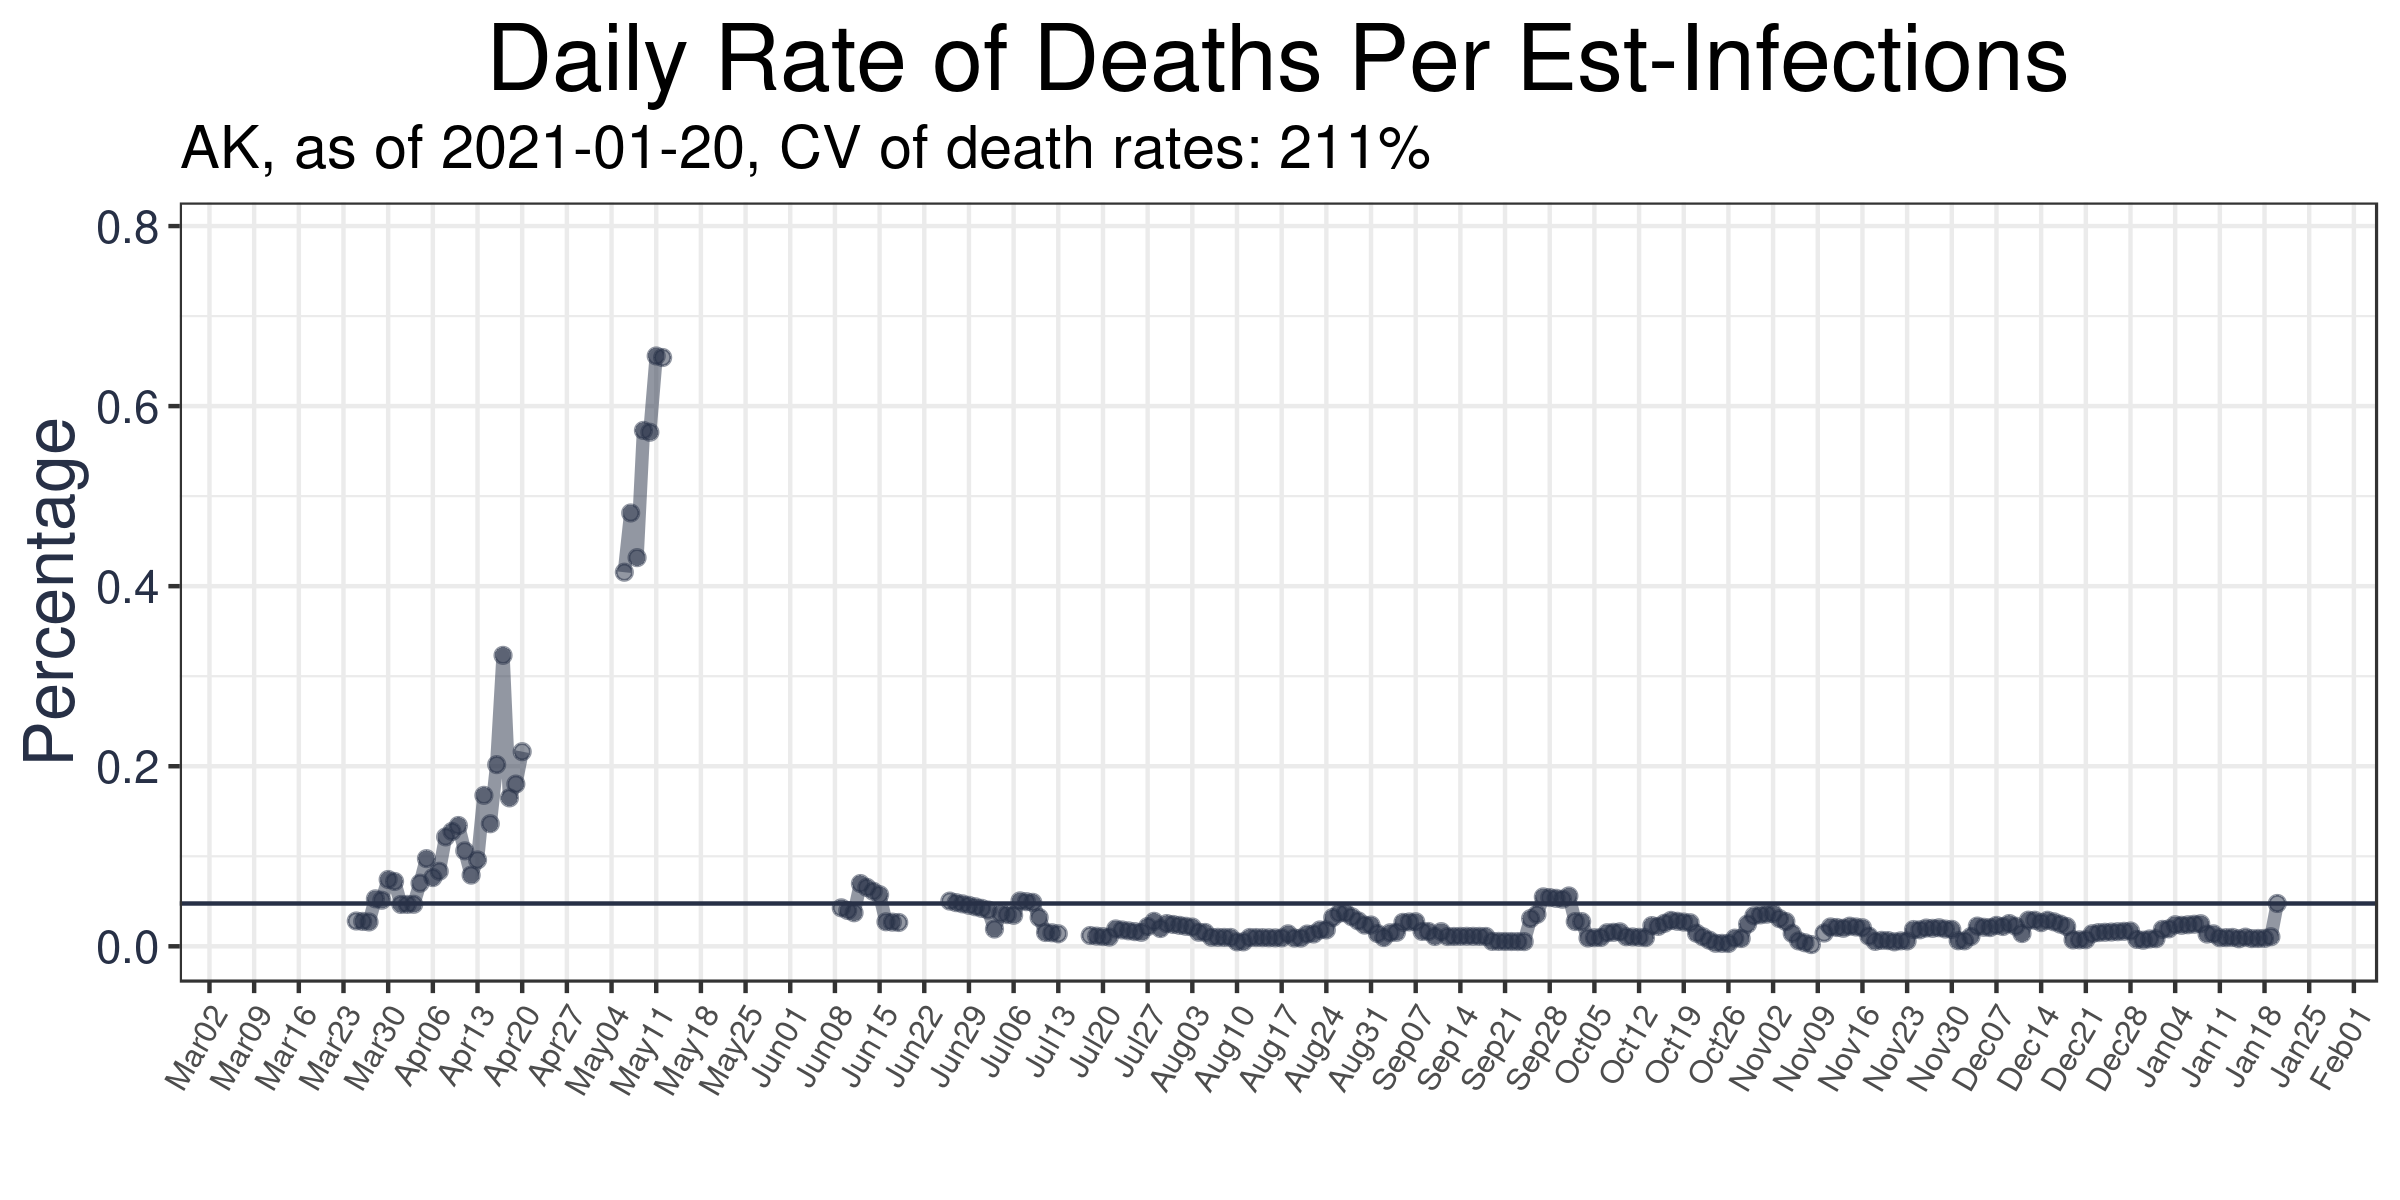 Daily Rate of Deaths Per Est-Infections
AK, as of 2021-01-20, CV of death rates: 211%
Percentage
0.8
0.6
0.4
0.2
0.0
Mar02 Mar09 Mar16 Mar23 Mar30 Apr06 Apr13 Apr20 Apr27 May04 May11 May18 May25 Jun01 Jun08 Jun15 Jun22 Jun29 Jul06 Jul13 Jul20 Jul27 Aug03 Aug10 Aug17 Aug24 Aug31 Sep07 Sep14 Sep21 Sep28 Oct05 Oct12 Oct19 Oct26 Nov02 Nov09 Nov16 Nov23 Nov30 Dec07 Dec14 Dec21 Dec28 Jan04 Jan11 Jan18 Jan25 Feb01